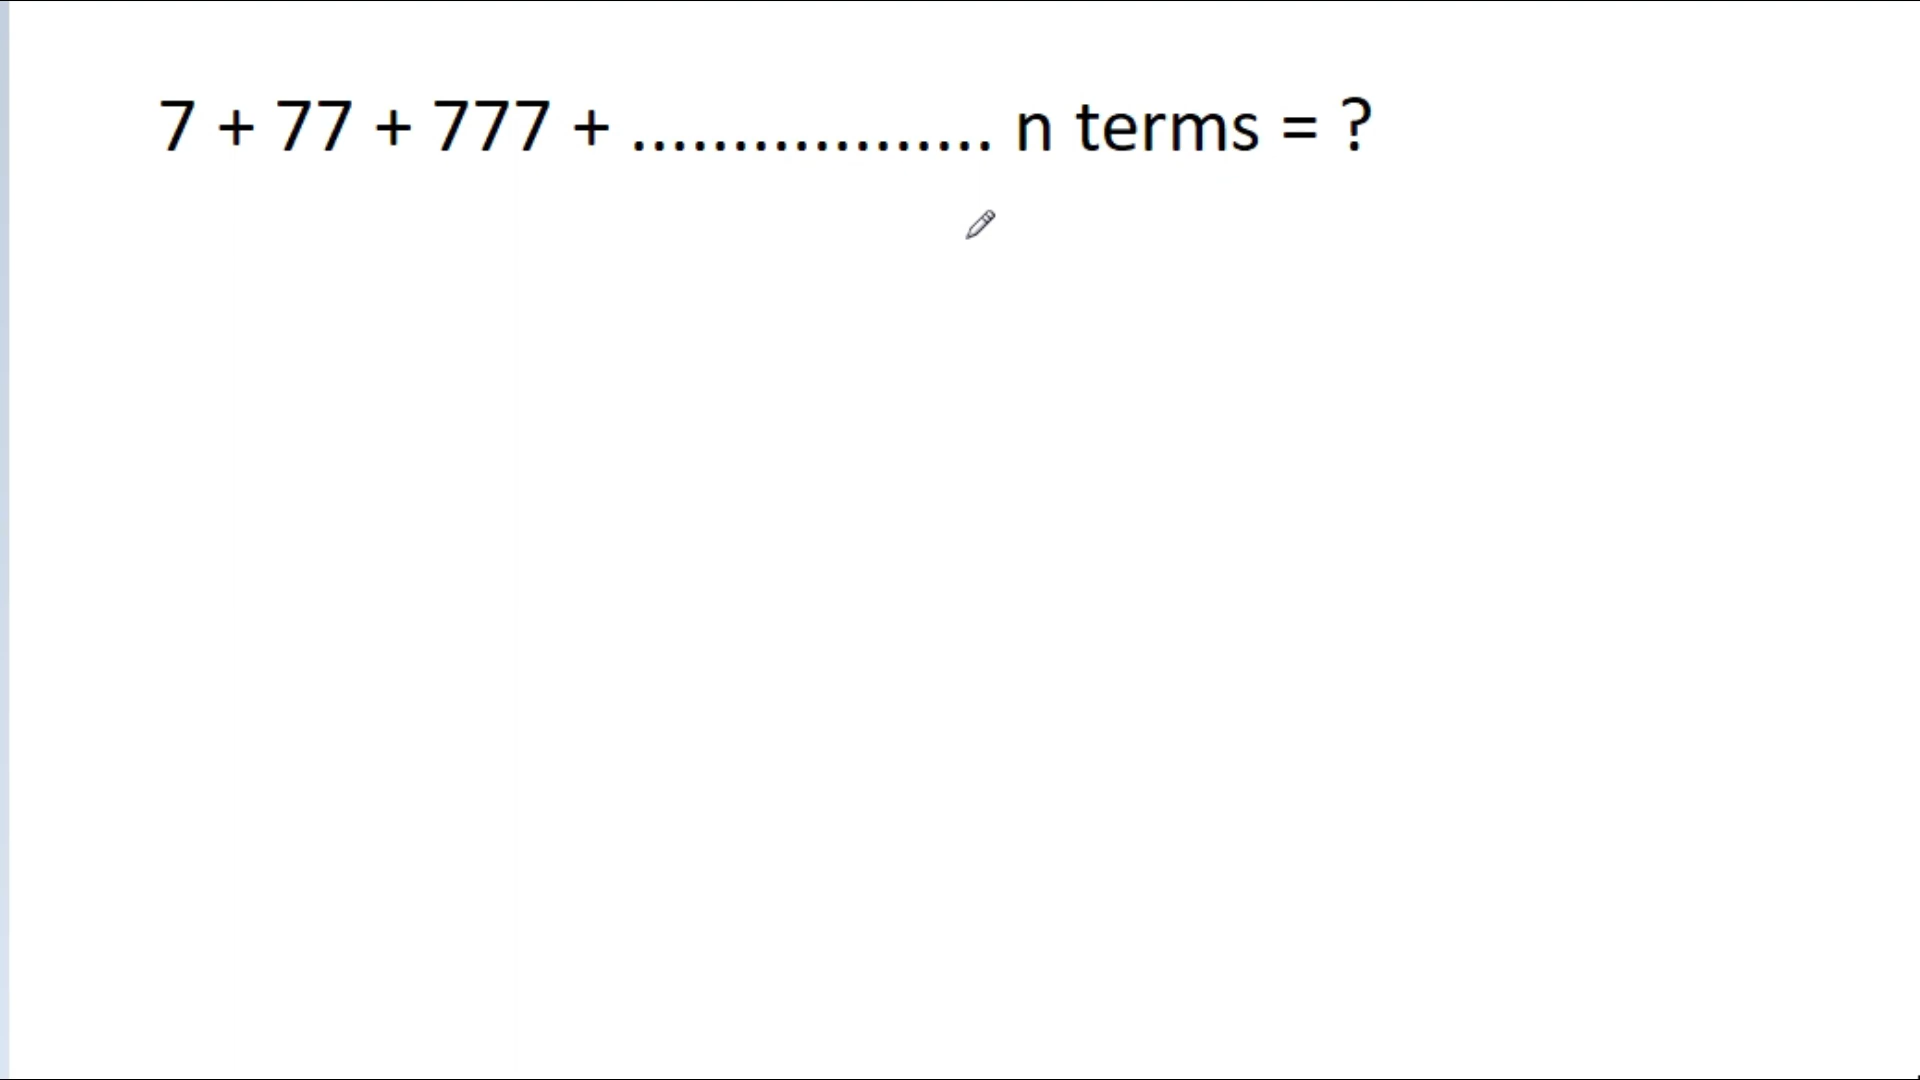 7 + 77 + 777 + .................. n terms = ?